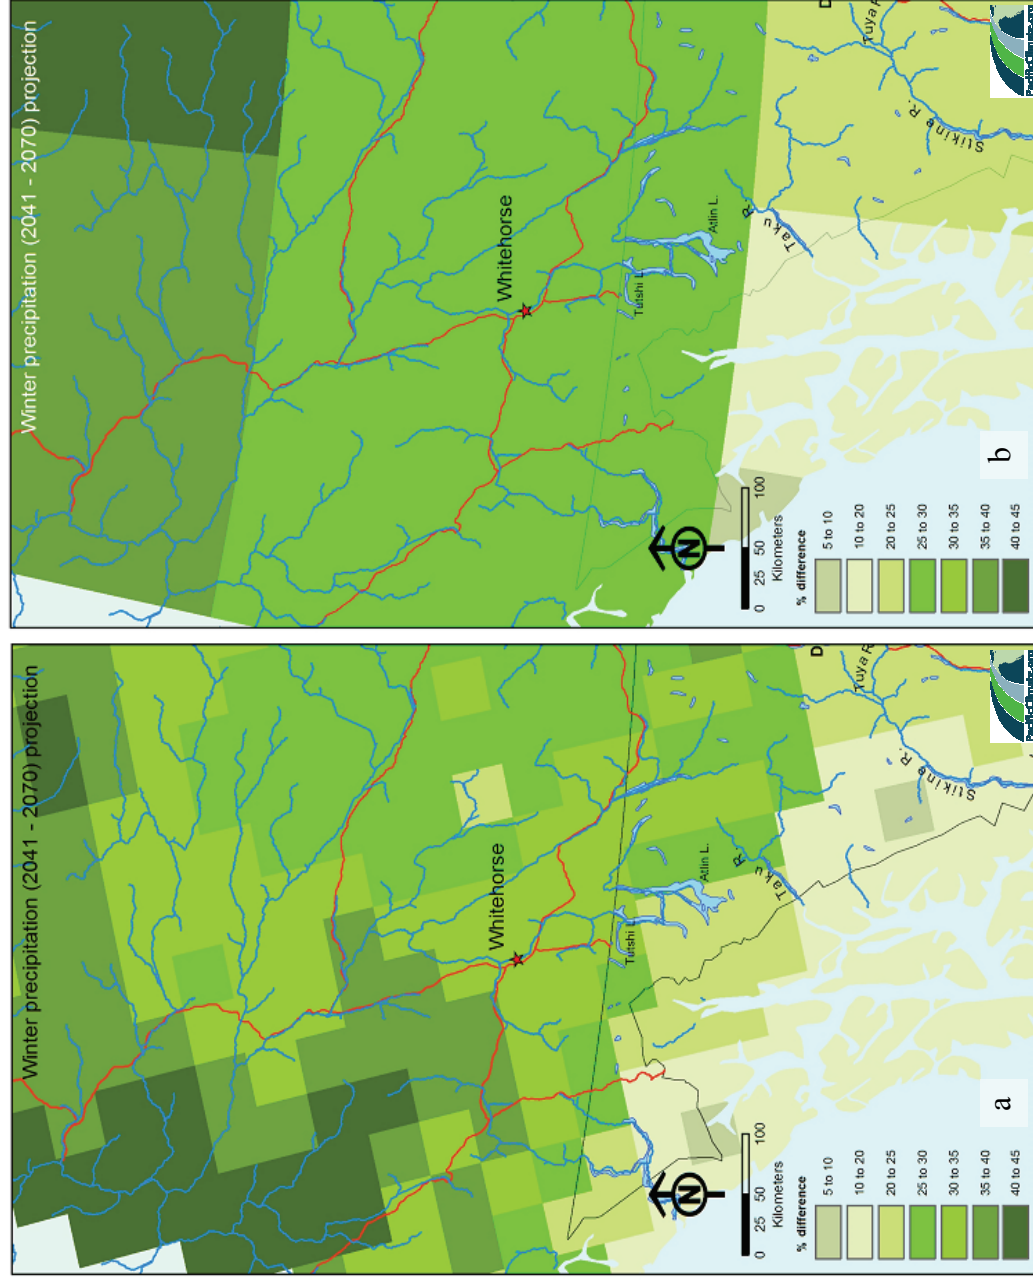 Winter precipitation (2041 - 2070) projection
Whitehorse
Tutshi L.
Atlin L.
Taku R.
Stikine R.
Tuya R
D
0 25 50 100
Kilometers
N
% difference
5 to 10
10 to 20
20 to 25
25 to 30
30 to 35
35 to 40
40 to 45
b
Winter precipitation (2041 - 2070) projection
Whitehorse
Tutshi L
Atlin L.
Taku R.
Stikine R.
Tuya R
D
0 25 50 100
Kilometers
N
% difference
5 to 10
10 to 20
20 to 25
25 to 30
30 to 35
35 to 40
40 to 45
a